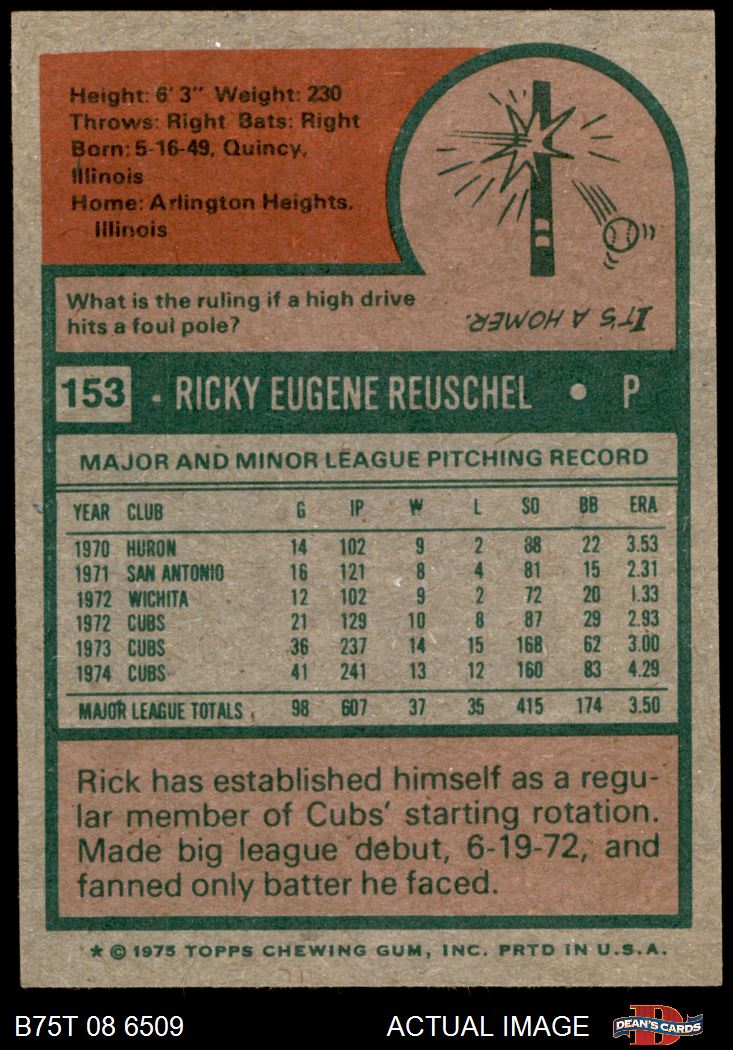 Height: 6' 3" Weight: 230
Throws: Right Bats: Right
Born: 5-16-49, Quincy,
Illinois
Home: Arlington Heights,
Illinois
What is the ruling if a high drive
hits a foul pole?
IT'S A HOMER.
153 · RICKY EUGENE REUSCHEL • P
MAJOR AND MINOR LEAGUE PITCHING RECORD
YEAR CLUB G IP W L SO BB ERA
1970 HURON 14 102 9 2 88 22 3.53
1971 SAN ANTONIO 16 121 8 4 81 15 2.31
1972 WICHITA 12 102 9 2 72 20 1.33
1972 CUBS 21 129 10 8 87 29 2.93
1973 CUBS 36 237 14 15 168 62 3.00
1974 CUBS 41 241 13 12 160 83 4.29
MAJOR LEAGUE TOTALS 98 607 37 35 415 174 3.50
Rick has established himself as a regu-
lar member of Cubs' starting rotation.
Made big league debut, 6-19-72, and
fanned only batter he faced.
* © 1975 TOPPS CHEWING GUM, INC. PRTD IN U.S.A.
B75T 08 6509 ACTUAL IMAGE D DEAN'S CARDS